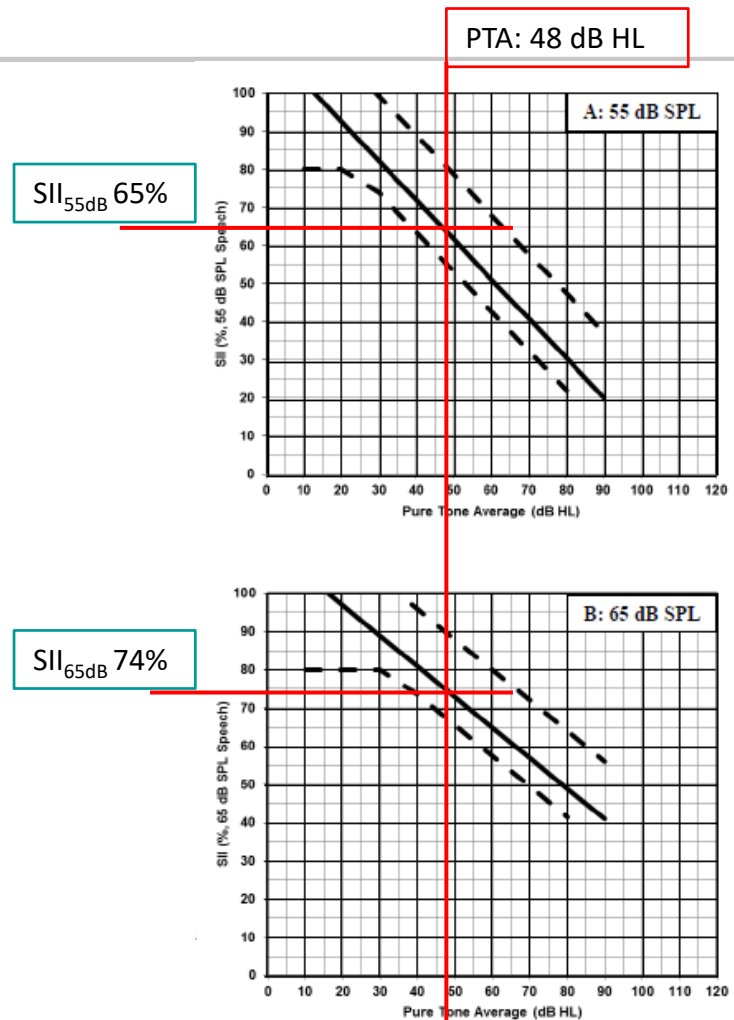 PTA: 48 dB HL
A: 55 dB SPL
SII55dB 65%
SII (%, 55 dB SPL Speech)
100
90
80
70
60
50
40
30
20
10
0
0 10 20 30 40 50 60 70 80 90 100 110 120
Pure Tone Average (dB HL)
B: 65 dB SPL
SII65dB 74%
SII (%, 65 dB SPL Speech)
100
90
80
70
60
50
40
30
20
10
0
0 10 20 30 40 50 60 70 80 90 100 110 120
Pure Tone Average (dB HL)